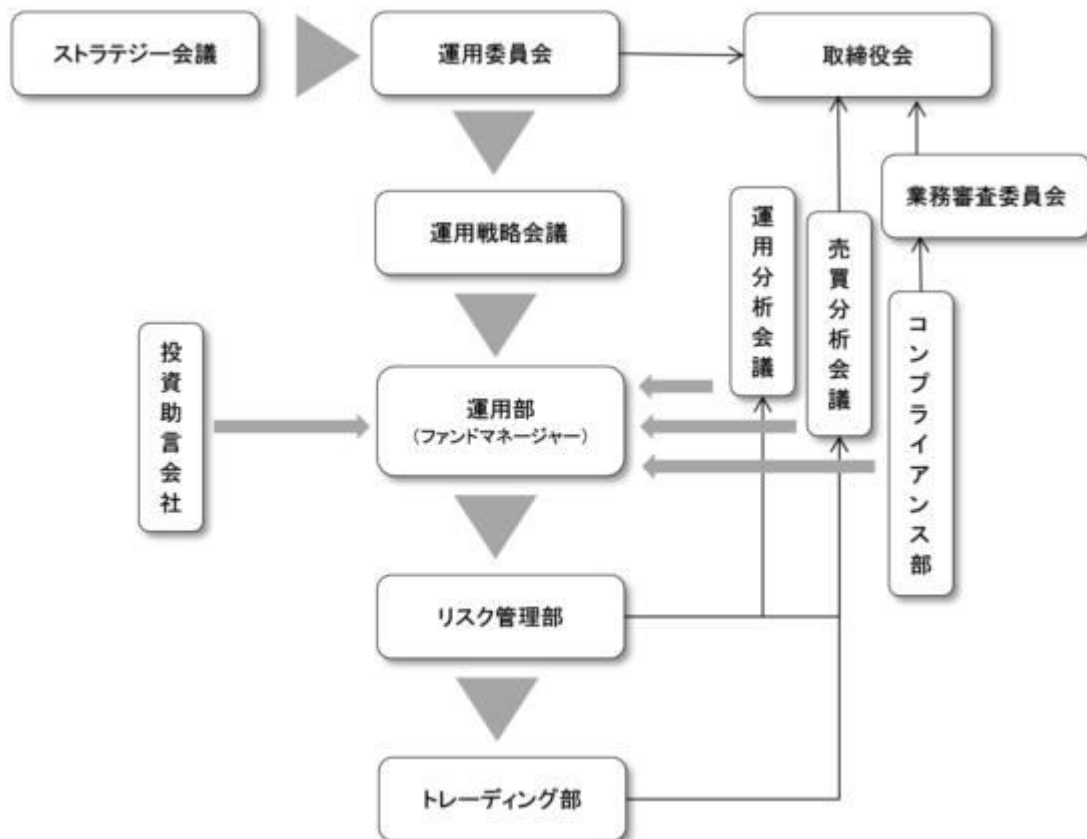 ストラテジー会議
運用委員会
取締役会
業務審査委員会
運用戦略会議
運用分析会議
売買分析会議
コンプライアンス部
投資助言会社
運用部
(ファンドマネージャー)
リスク管理部
トレーディング部